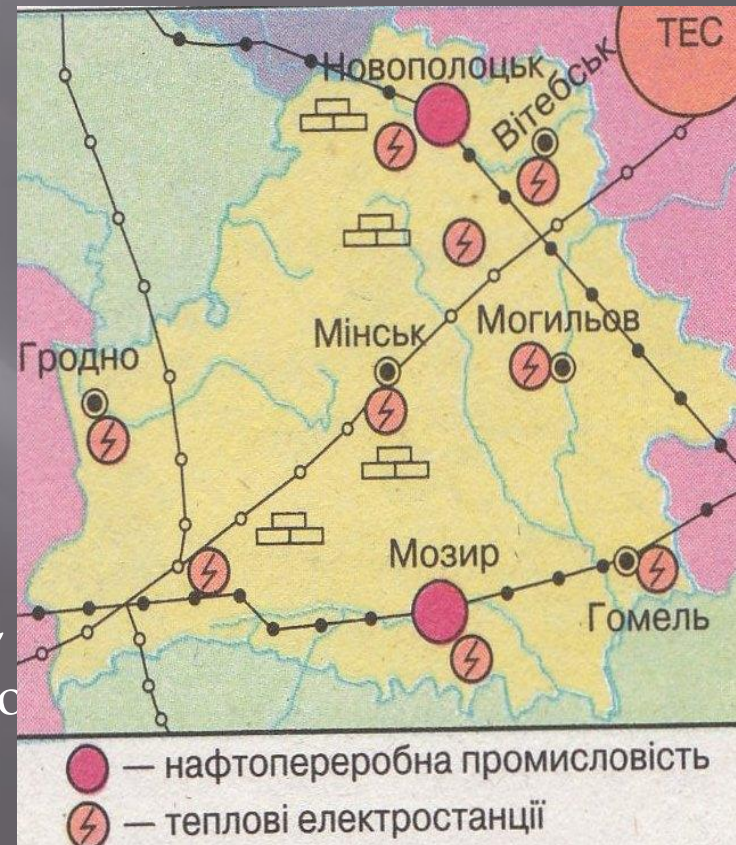 ТЕС
Новополоцьк
Вітебськ
Мінськ
Могильов
Гродно
Мозир
Гомель
— нафтопереробна промисловість
— теплові електростанції